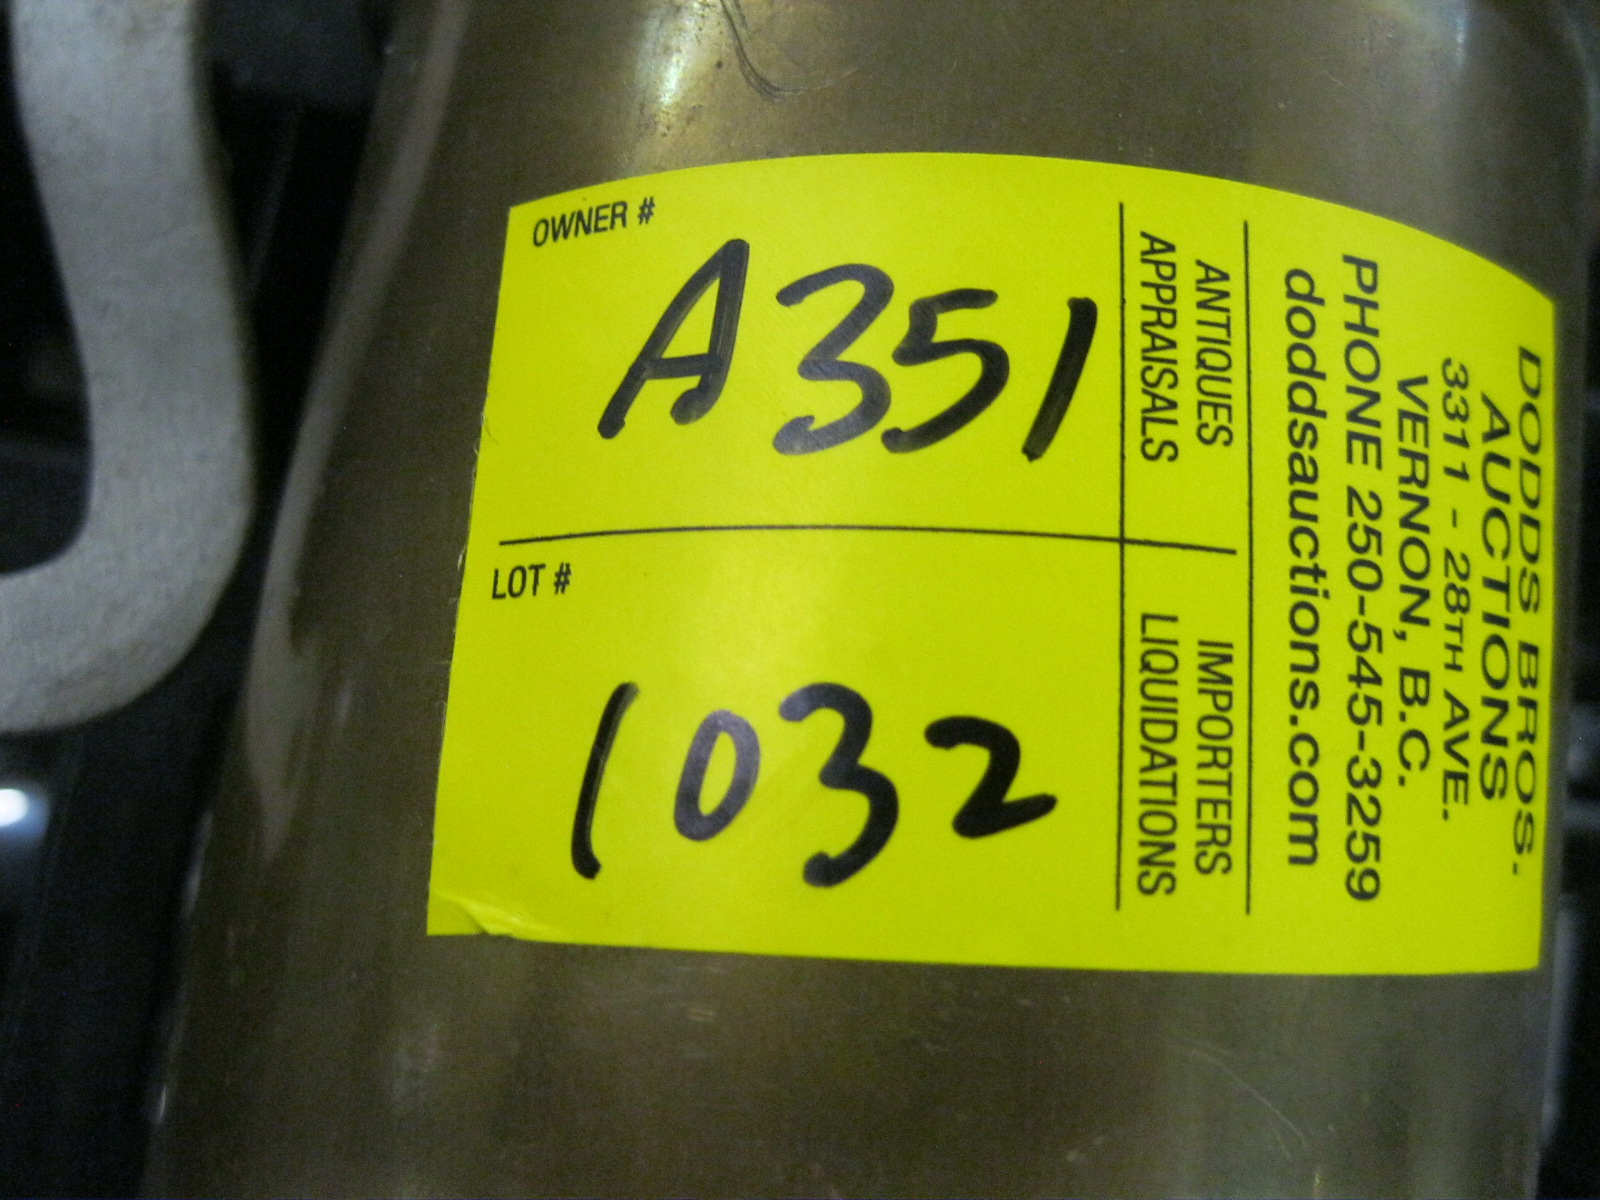 OWNER #
A351
LOT #
1032
ANTIQUES
APPRAISALS
IMPORTERS
LIQUIDATIONS
DODDS BROS.
AUCTIONS
3311 - 28TH AVE.
VERNON, B.C.
PHONE 250-545-3259
doddsauctions.com